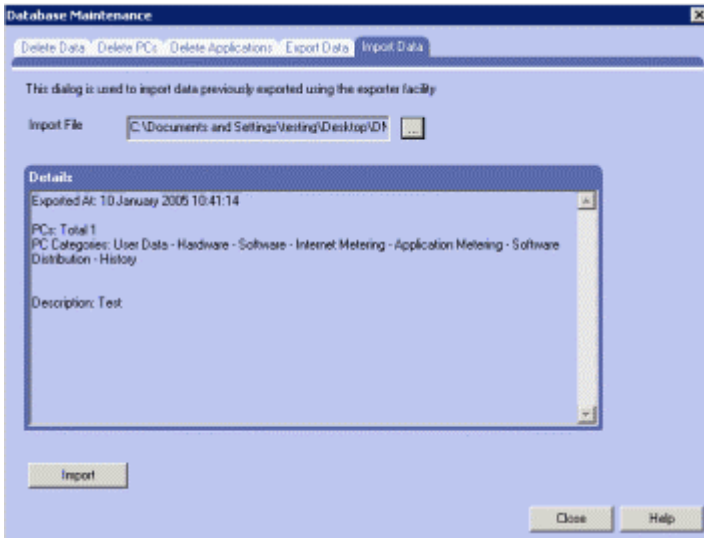 Database Maintenance
Delete Data Delete PCs Delete Applications Export Data Import Data
This dialog is used to import data previously exported using the exporter facility
Import File C:\Documents and Settings\testing\Desktop\DN ...
Details
Exported At: 10 January 2005 10:41:14
PCs: Total 1
PC Categories: User Data - Hardware - Software - Internet Metering - Application Metering - Software
Distribution - History
Description: Test
Import
Close Help